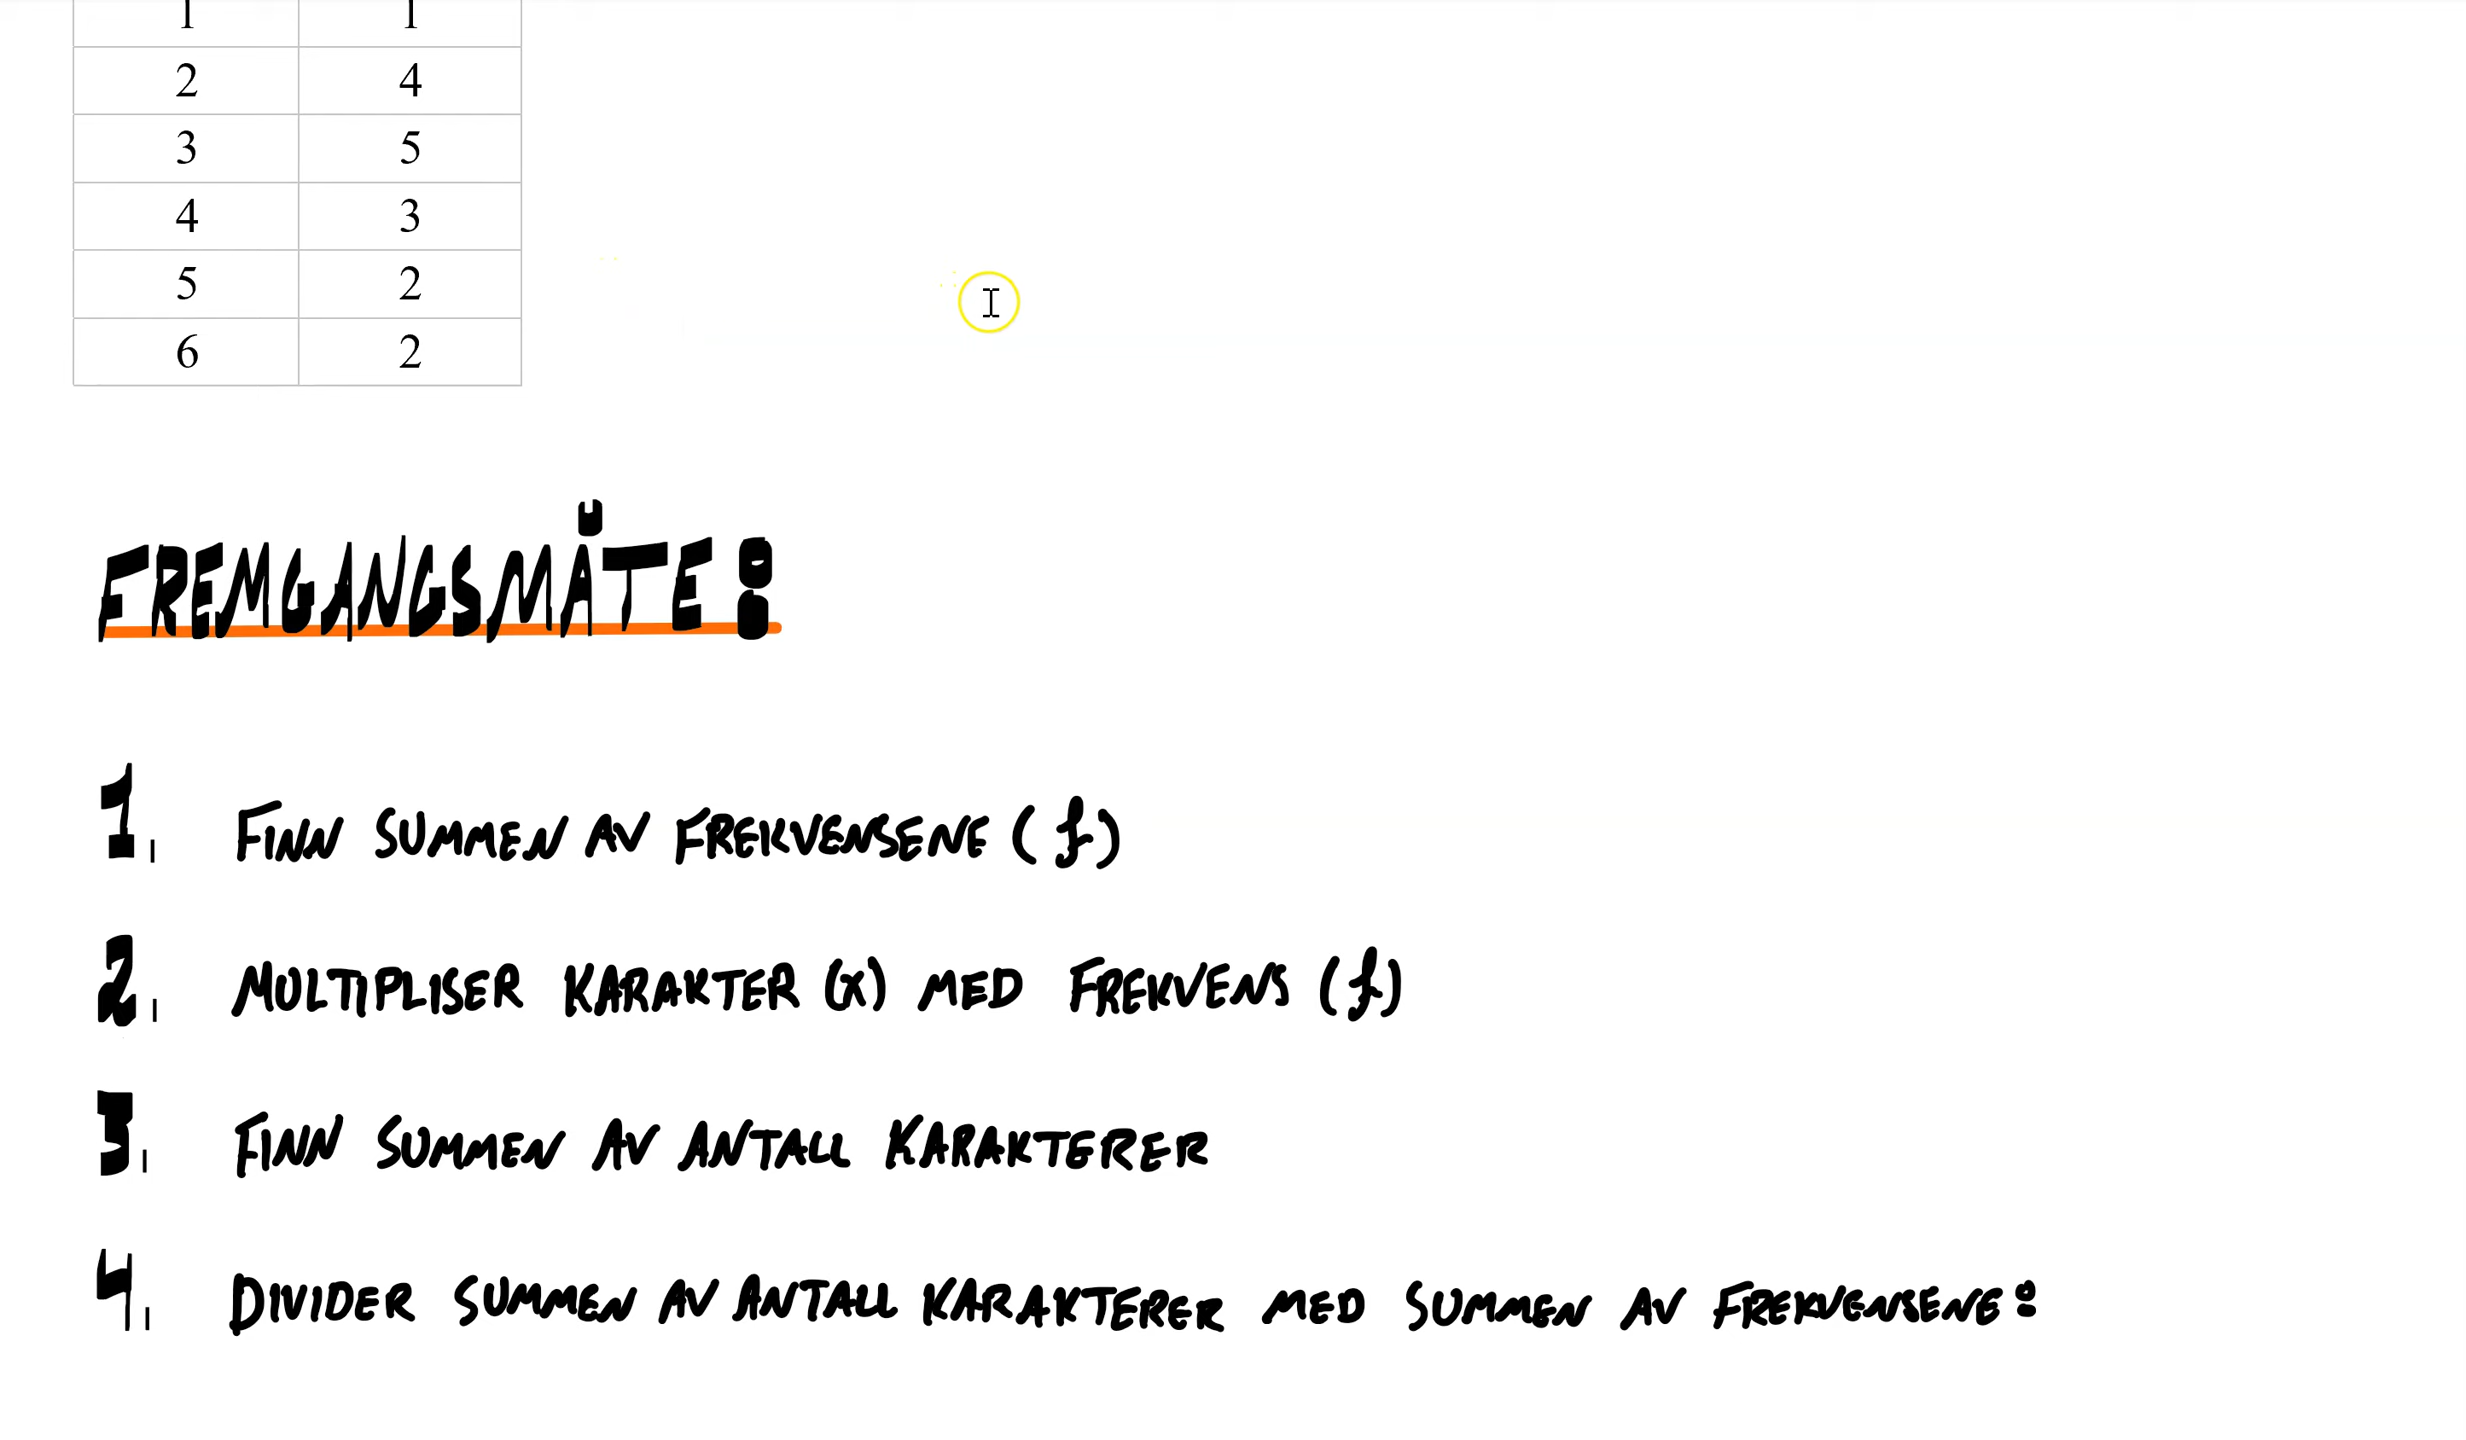 1 1
2 4
3 5
4 3
5 2
6 2
FREMGANGSMÅTE:
1. FINN SUMMEN AV FREKVENSENE (f)
2. MULTIPLISER KARAKTER (x) MED FREKVENS (f)
3. FINN SUMMEN AV ANTALL KARAKTERER
4. DIVIDER SUMMEN AV ANTALL KARAKTERER MED SUMMEN AV FREKVENSENE: